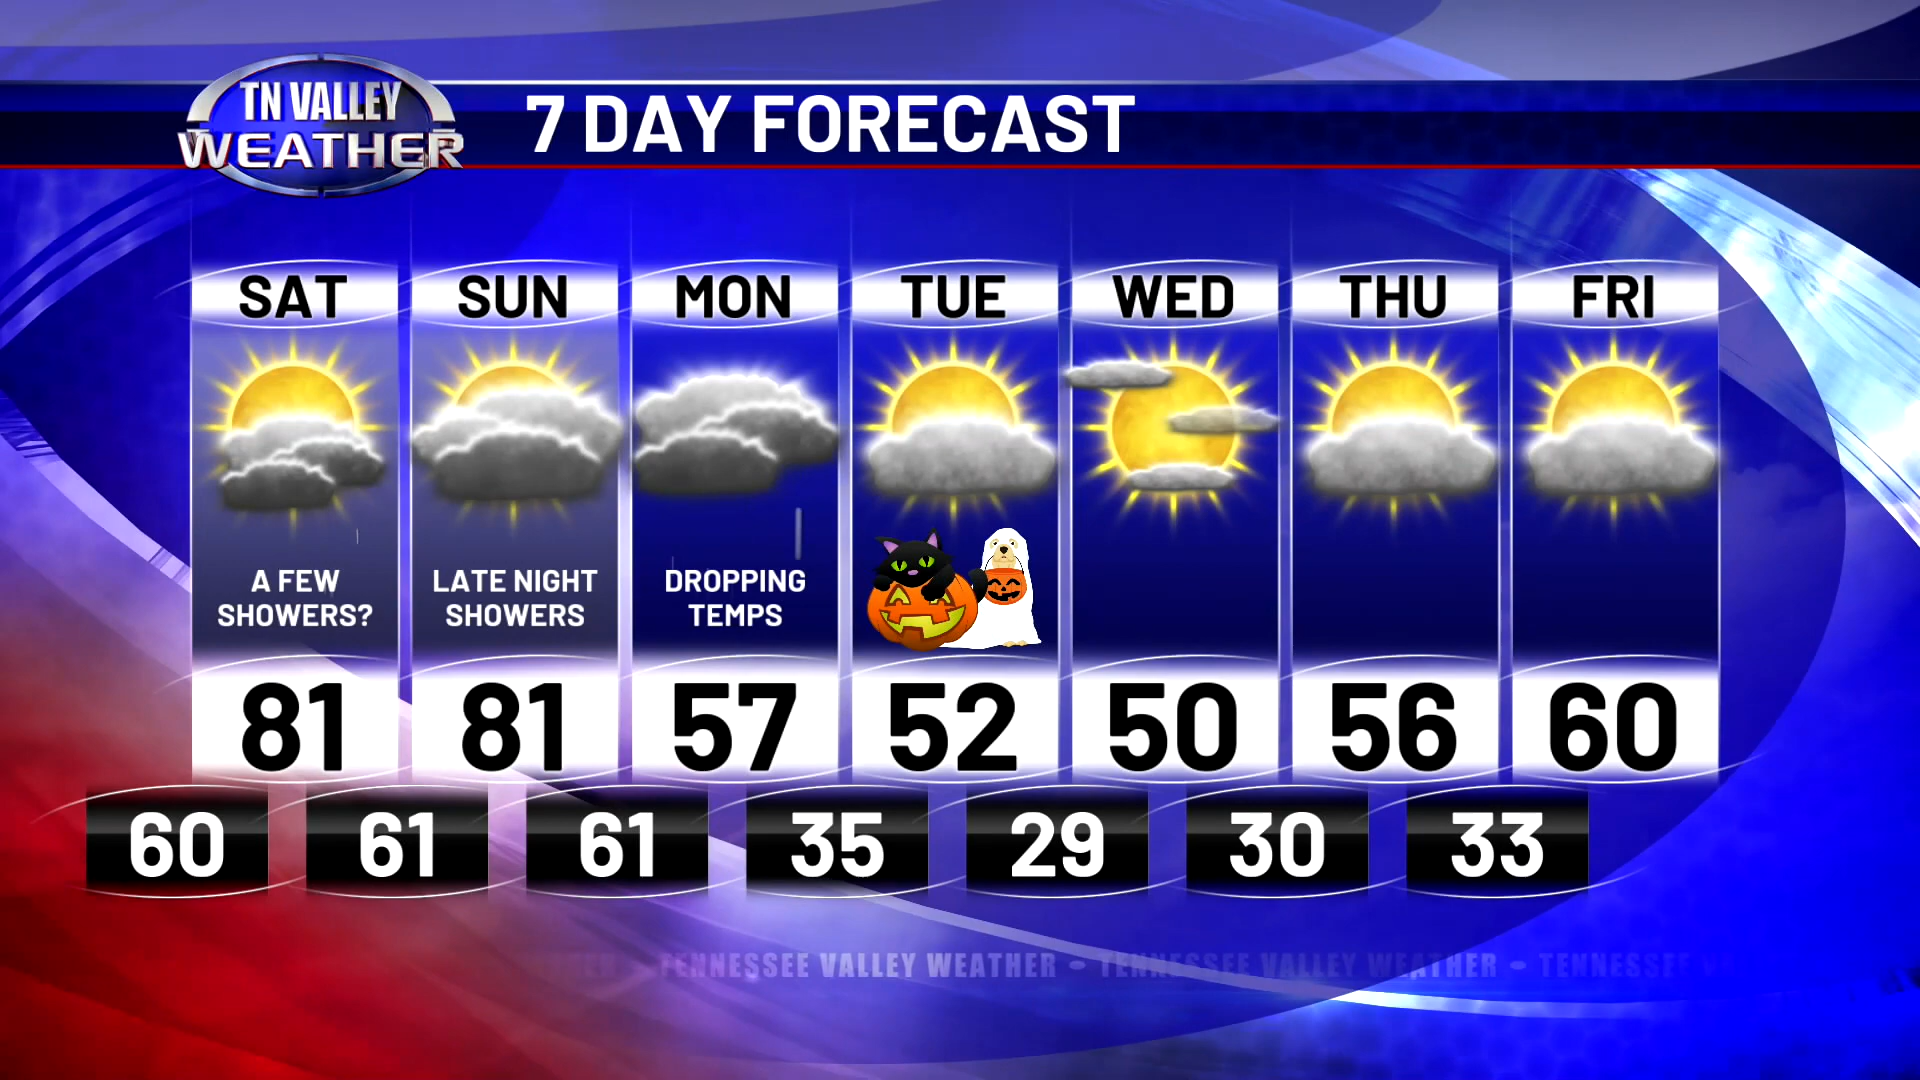 TN VALLEY
WEATHER
7 DAY FORECAST
SAT SUN MON TUE WED THU FRI
A FEW
SHOWERS?
LATE NIGHT
SHOWERS
DROPPING
TEMPS
81 81 57 52 50 56 60
60 61 61 35 29 30 33
TENNESSEE VALLEY WEATHER - TENNESSEE VALLEY WEATHER - TENNESSEE